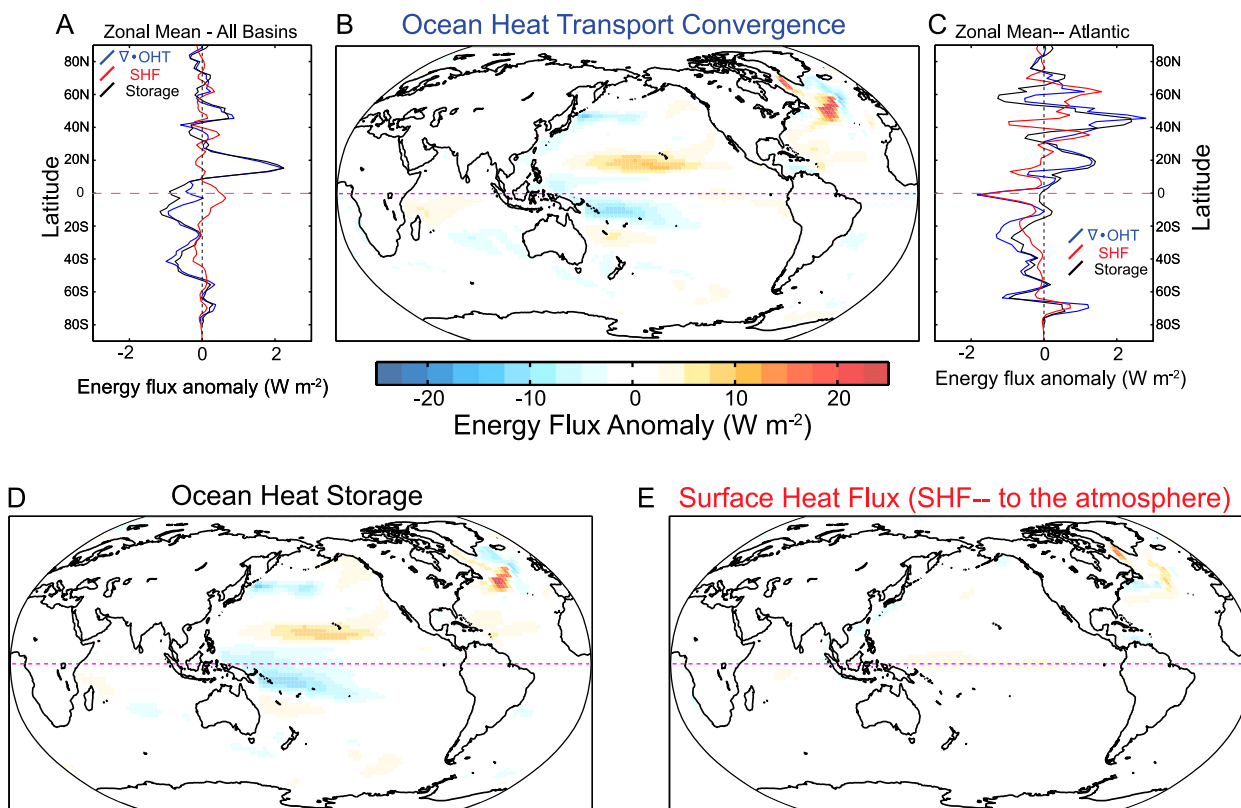 A
Zonal Mean - All Basins
80N
60N
40N
20N
0
20S
40S
60S
80S
∇•OHT
SHF
Storage
Latitude
-2
0
2
Energy flux anomaly (W m-2)
B
Ocean Heat Transport Convergence
-20
-10
0
10
20
Energy Flux Anomaly (W m-2)
C
Zonal Mean-- Atlantic
80N
60N
40N
20N
0
20S
40S
60S
80S
∇•OHT
SHF
Storage
Latitude
-2
0
2
Energy flux anomaly (W m-2)
D
Ocean Heat Storage
E
Surface Heat Flux (SHF-- to the atmosphere)